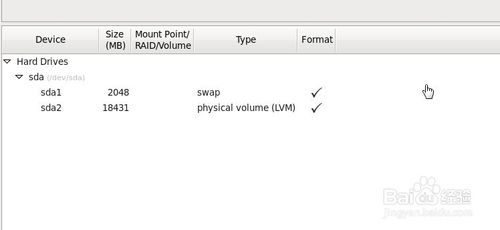 Device Size (MB) Mount Point/ RAID/Volume Type Format
Hard Drives
sda (/dev/sda)
sda1 2048 swap ✓
sda2 18431 physical volume (LVM) ✓
Baidu 经验
jingyan.baidu.com